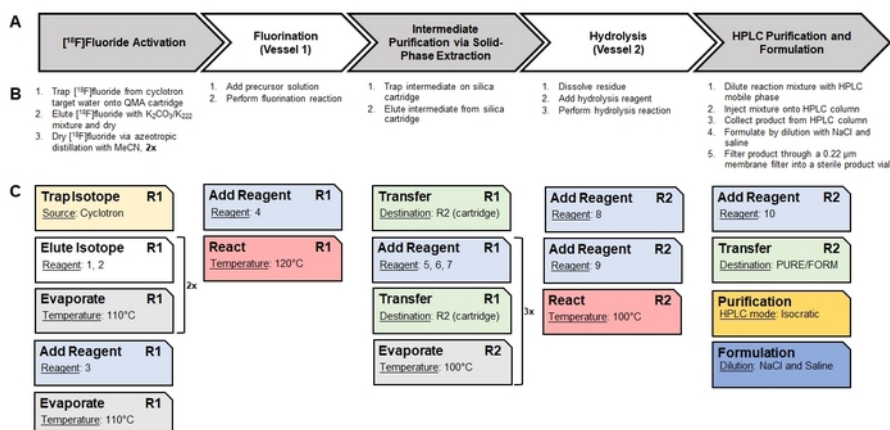 A
[18F]Fluoride Activation
Fluorination
(Vessel 1)
Intermediate
Purification via Solid-
Phase Extraction
Hydrolysis
(Vessel 2)
HPLC Purification and
Formulation
B
1. Trap [18F]fluoride from cyclotron
target water onto QMA cartridge
2. Elute [18F]fluoride with K2CO3/K222
mixture and dry
3. Dry [18F]fluoride via azeotropic
distillation with MeCN, 2x
1. Add precursor solution
2. Perform fluorination reaction
1. Trap intermediate on silica
cartridge
2. Elute intermediate from silica
cartridge
1. Dissolve residue
2. Add hydrolysis reagent
3. Perform hydrolysis reaction
1. Dilute reaction mixture with HPLC
mobile phase
2. Inject mixture onto HPLC column
3. Collect product from HPLC column
4. Formulate by dilution with NaCl and
saline
5. Filter product through a 0.22 µm
membrane filter into a sterile product vial
C
Trap Isotope R1
Source: Cyclotron
Elute Isotope R1
Reagent: 1, 2
Evaporate R1
Temperature: 110°C
2x
Add Reagent R1
Reagent: 3
Evaporate R1
Temperature: 110°C
Add Reagent R1
Reagent: 4
React R1
Temperature: 120°C
Transfer R1
Destination: R2 (cartridge)
Add Reagent R1
Reagent: 5, 6, 7
Transfer R1
Destination: R2 (cartridge)
Evaporate R2
Temperature: 100°C
3x
Add Reagent R2
Reagent: 8
Add Reagent R2
Reagent: 9
React R2
Temperature: 100°C
Add Reagent R2
Reagent: 10
Transfer R2
Destination: PURE/FORM
Purification
HPLC mode: Isocratic
Formulation
Dilution: NaCl and Saline